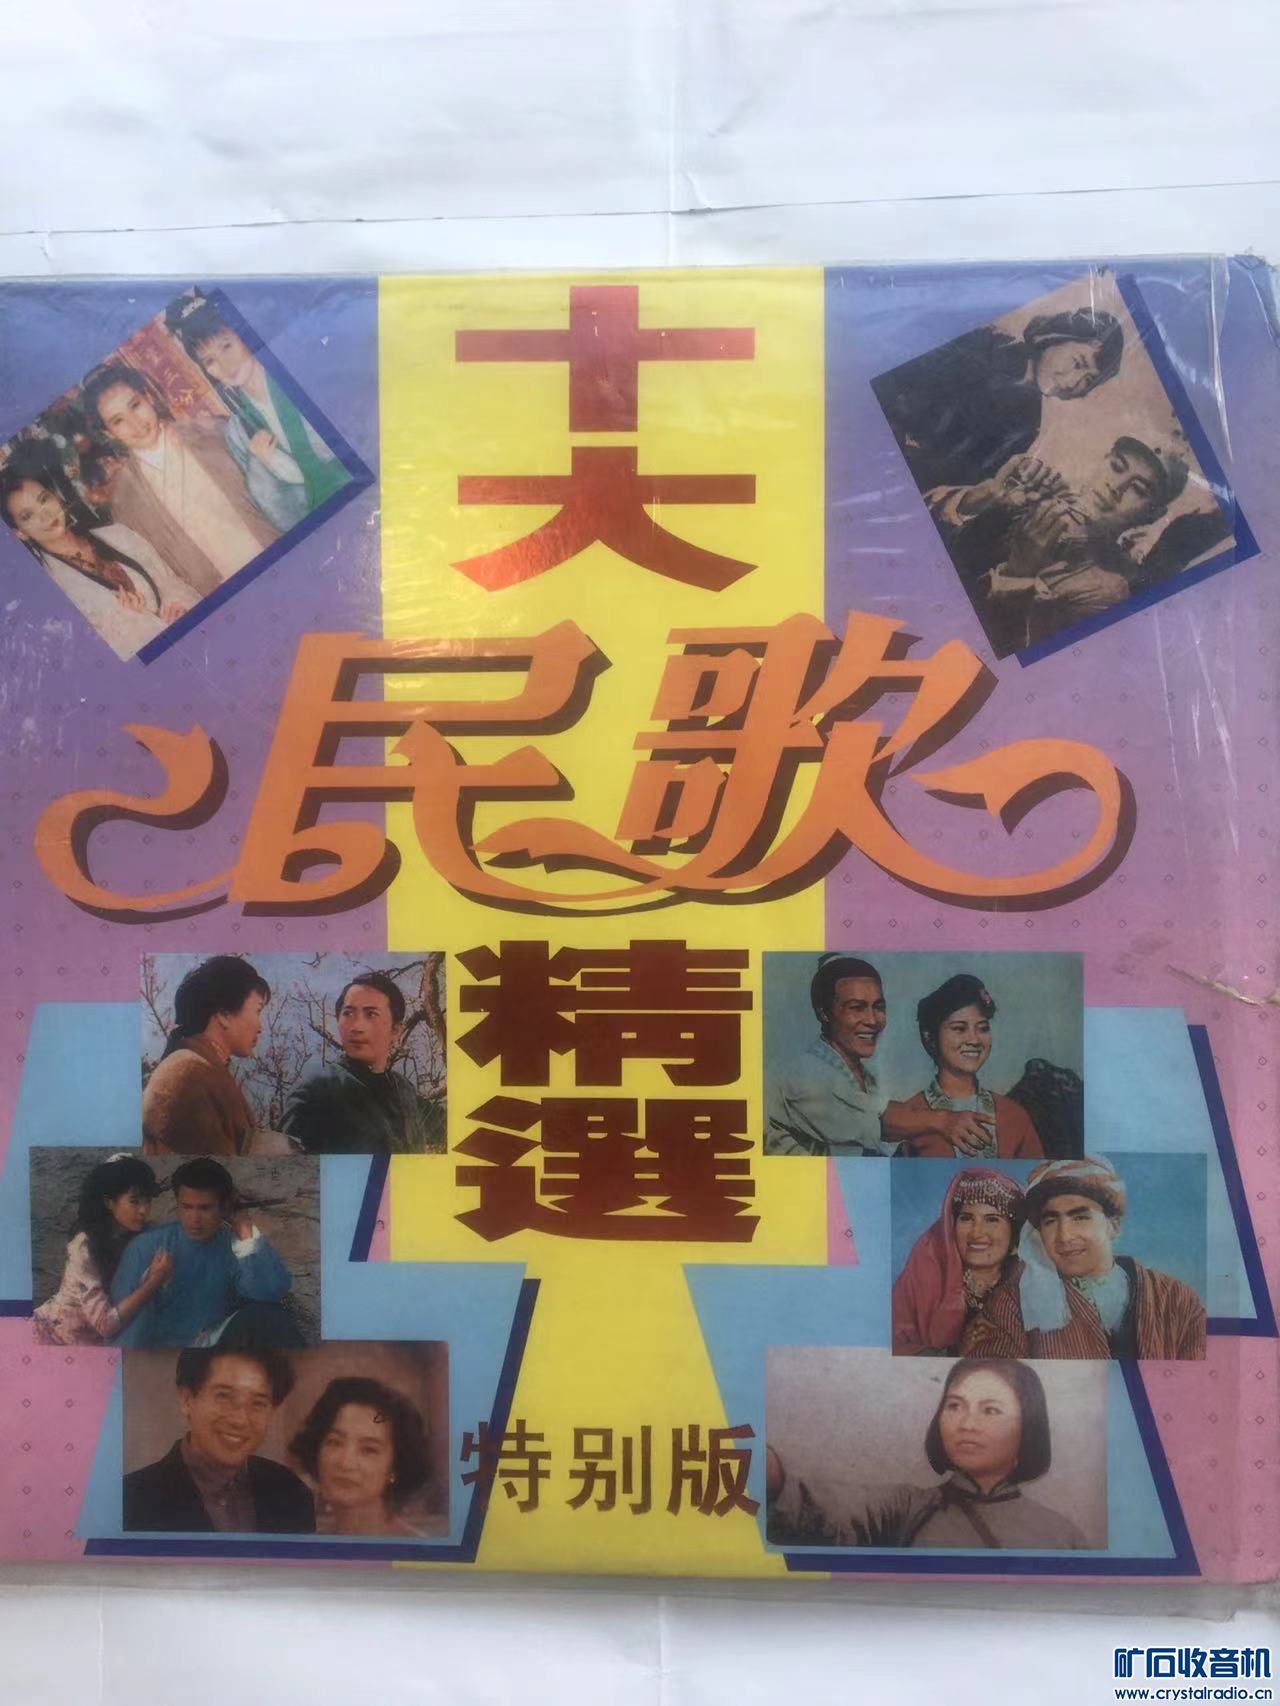 十
大
民歌
精
選
特别版
矿石收音机
www.crystalradio.cn